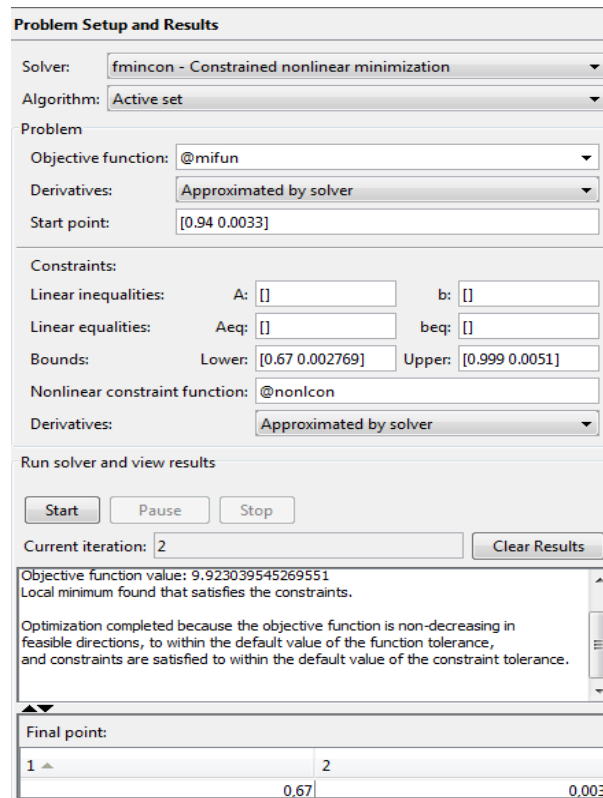 Problem Setup and Results
Solver: fmincon - Constrained nonlinear minimization
Algorithm: Active set
Problem
Objective function: @mifun
Derivatives: Approximated by solver
Start point: [0.94 0.0033]
Constraints:
Linear inequalities: A: [] b: []
Linear equalities: Aeq: [] beq: []
Bounds: Lower: [0.67 0.002769] Upper: [0.999 0.0051]
Nonlinear constraint function: @nonlcon
Derivatives: Approximated by solver
Run solver and view results
Start Pause Stop
Current iteration: 2 Clear Results
Objective function value: 9.923039545269551
Local minimum found that satisfies the constraints.
Optimization completed because the objective function is non-decreasing in
feasible directions, to within the default value of the function tolerance,
and constraints are satisfied to within the default value of the constraint tolerance.
Final point:
1 2
0,67 0,003